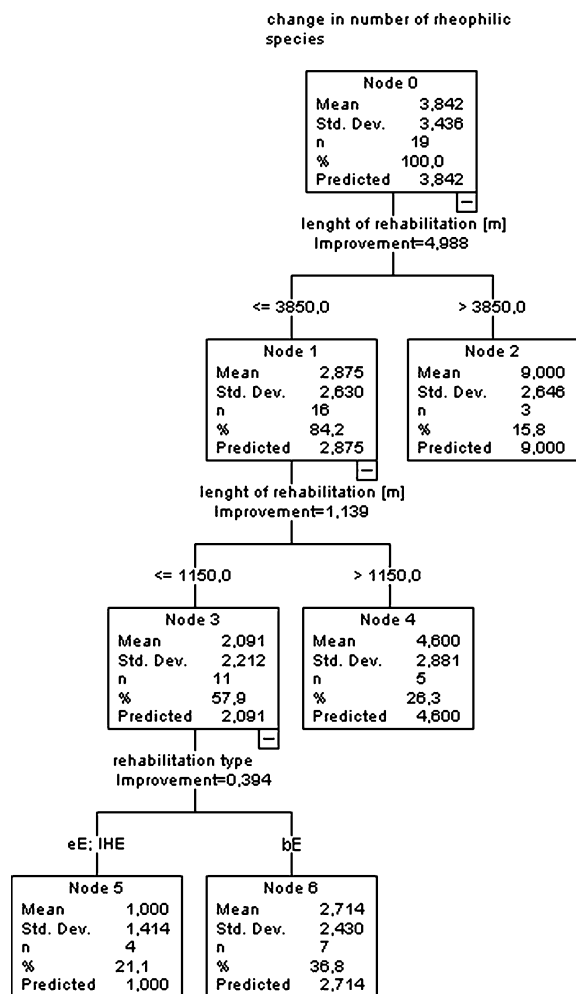 change in number of rheophilic
species
Node 0
Mean 3,842
Std. Dev. 3,436
n 19
% 100,0
Predicted 3,842
lenght of rehabilitation [m]
Improvement=4,988
<= 3850,0
> 3850,0
Node 1
Mean 2,875
Std. Dev. 2,630
n 16
% 84,2
Predicted 2,875
Node 2
Mean 9,000
Std. Dev. 2,646
n 3
% 15,8
Predicted 9,000
lenght of rehabilitation [m]
Improvement=1,139
<= 1150,0
> 1150,0
Node 3
Mean 2,091
Std. Dev. 2,212
n 11
% 57,9
Predicted 2,091
Node 4
Mean 4,600
Std. Dev. 2,881
n 5
% 26,3
Predicted 4,600
rehabilitation type
Improvement=0,394
eE; IHE
bE
Node 5
Mean 1,000
Std. Dev. 1,414
n 4
% 21,1
Predicted 1,000
Node 6
Mean 2,714
Std. Dev. 2,430
n 7
% 36,8
Predicted 2,714